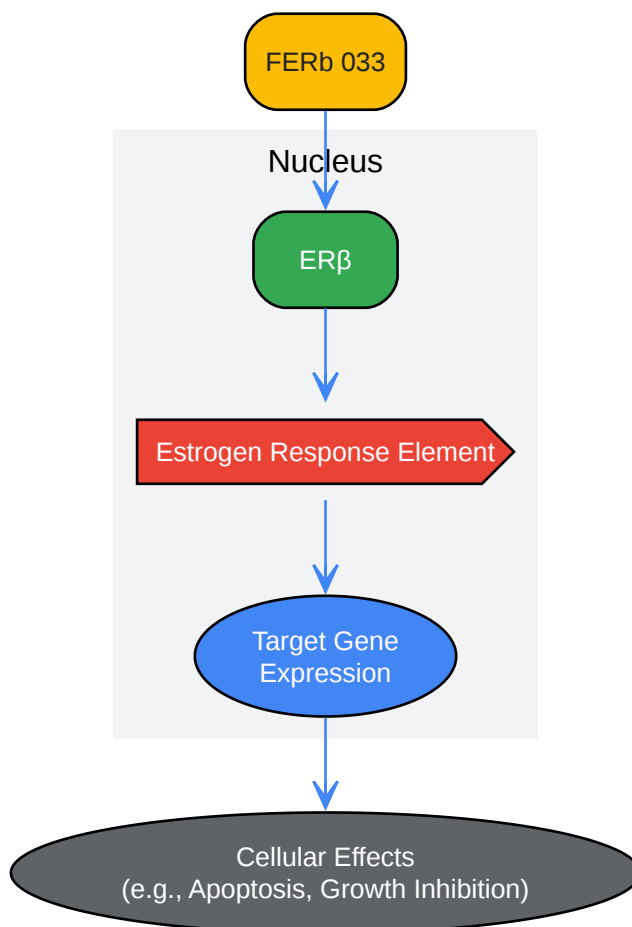 FERb 033
Nucleus
ERβ
Estrogen Response Element
Target Gene
Expression
Cellular Effects
(e.g., Apoptosis, Growth Inhibition)